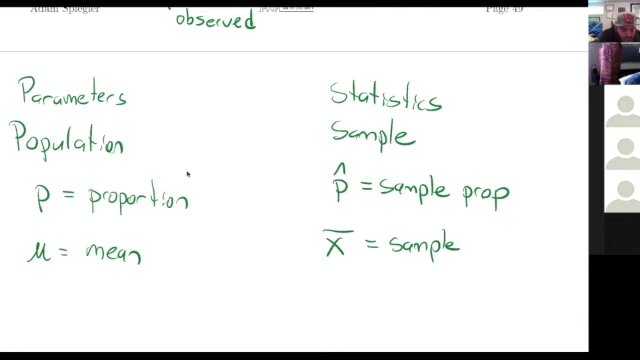 Adam Spiegler Page 49
observed
Parameters Statistics
Population Sample
p = proportion p̂ = sample prop
μ = mean x̄ = sample